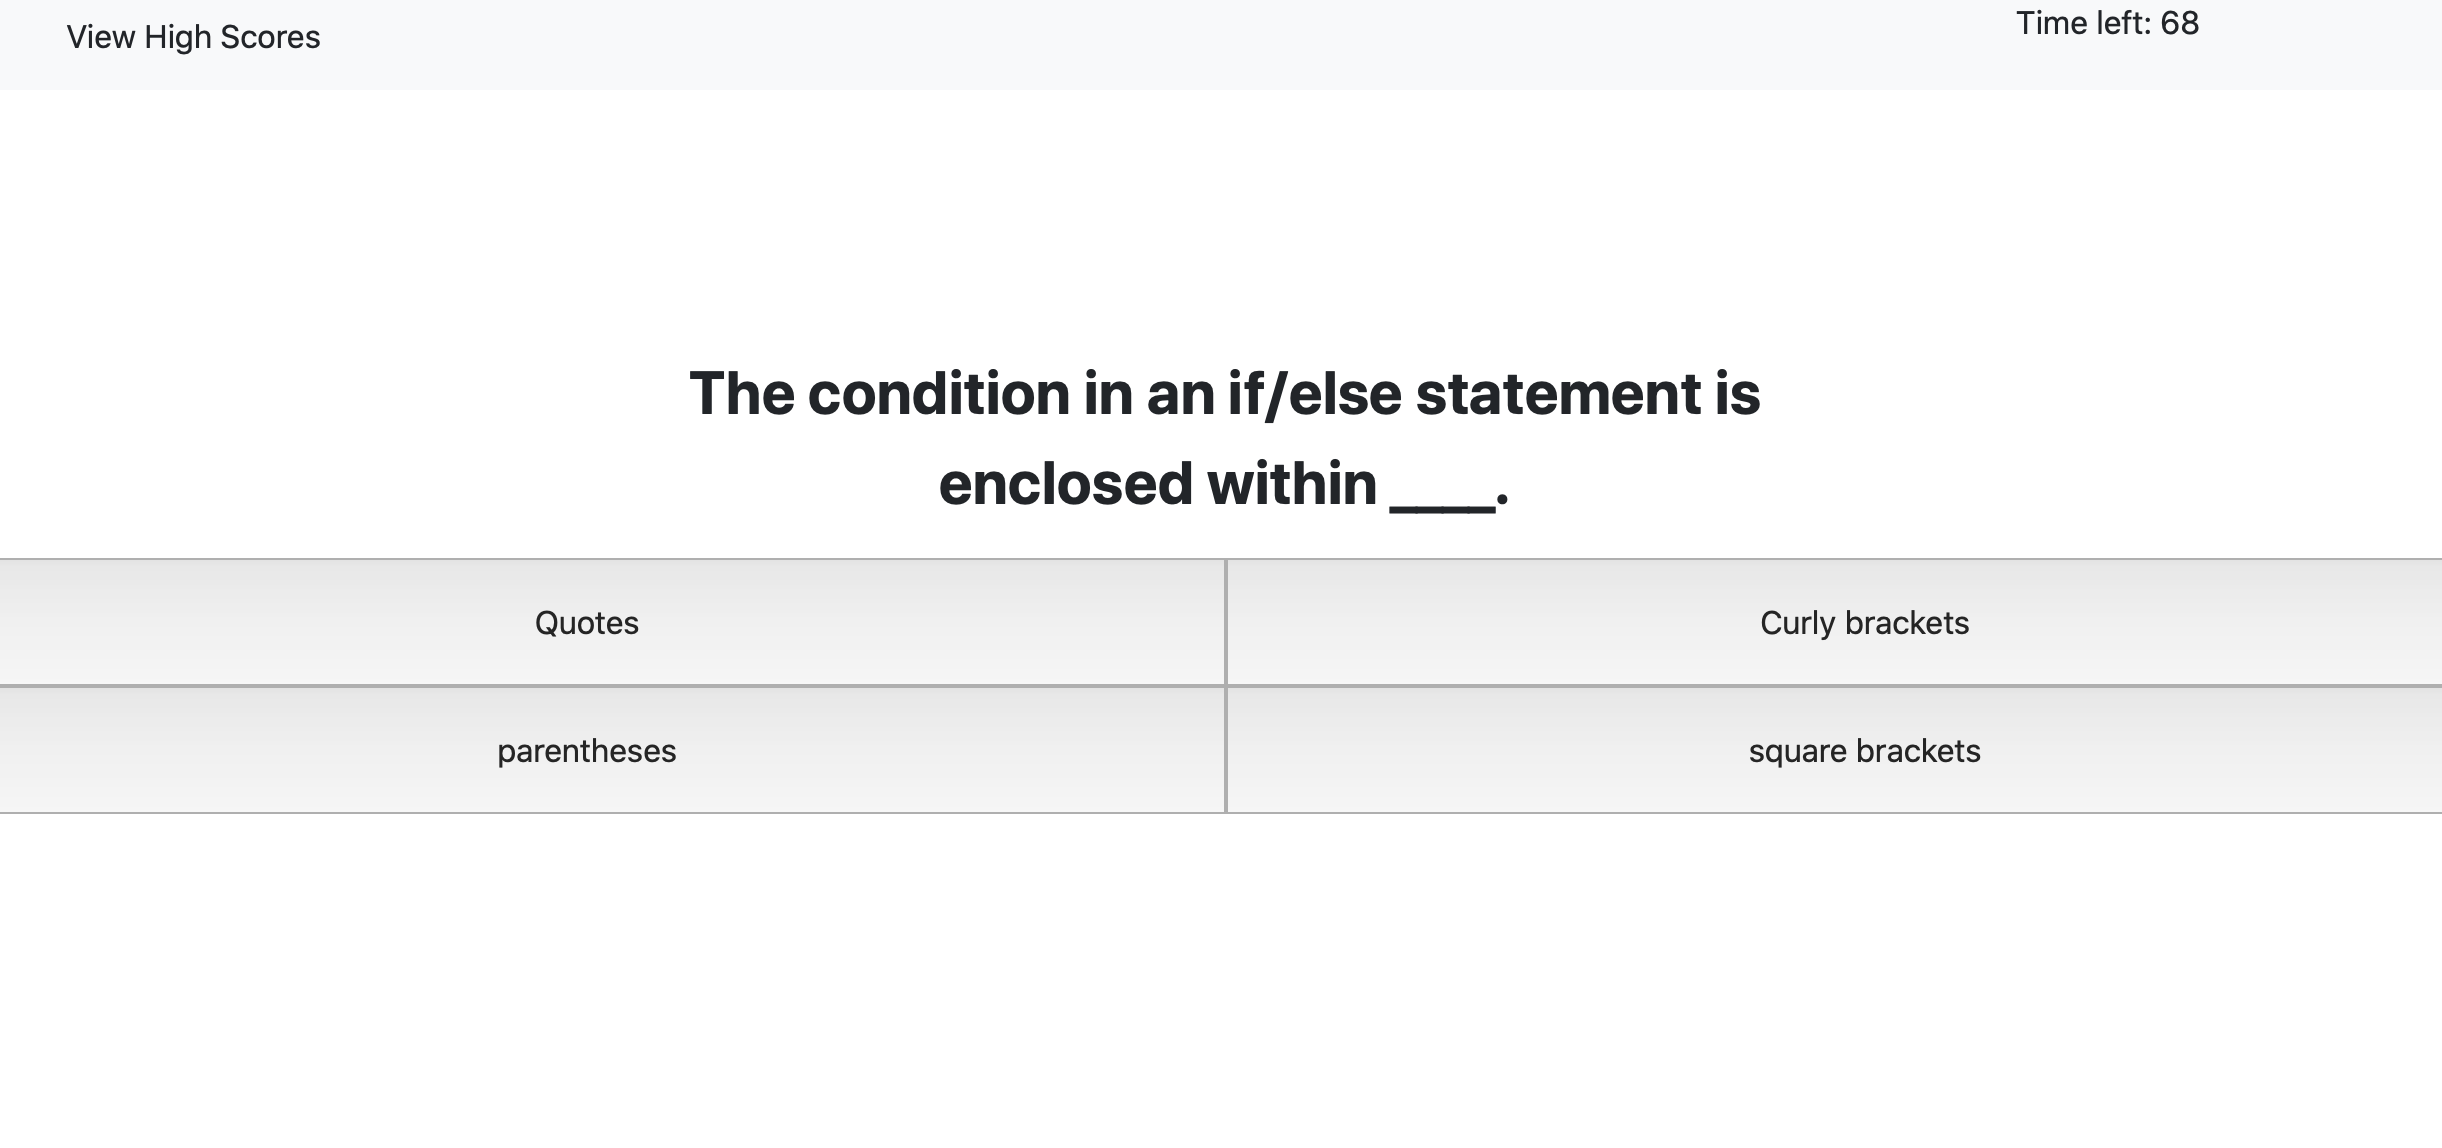 View High Scores
Time left: 68
The condition in an if/else statement is
enclosed within ____.
Quotes
Curly brackets
parentheses
square brackets